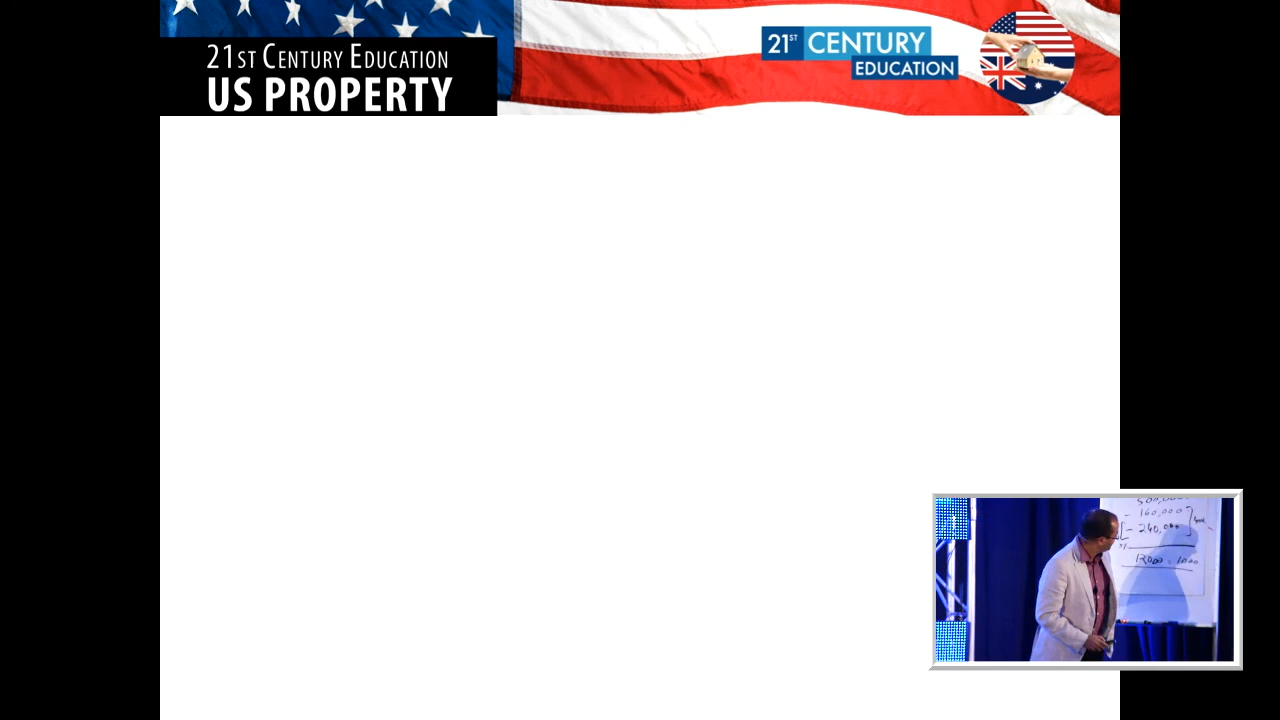 21ST CENTURY EDUCATION
US PROPERTY
21ST CENTURY
EDUCATION
- 160,000
- 240,000